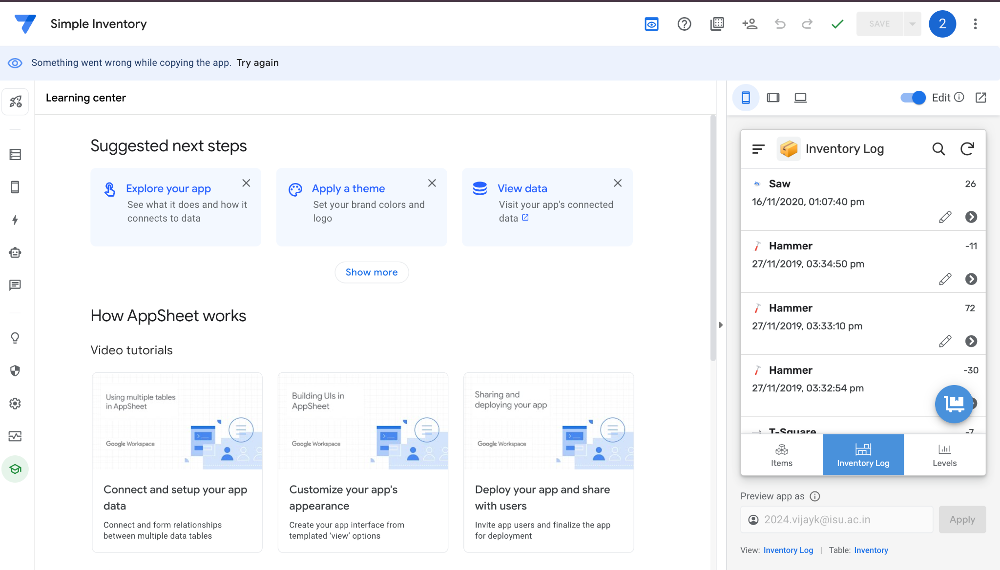 Simple Inventory
SAVE
2
Something went wrong while copying the app. Try again
Learning center
Edit
Suggested next steps
Explore your app
See what it does and how it
connects to data
Apply a theme
Set your brand colors and
logo
View data
Visit your app's connected
data
Show more
How AppSheet works
Video tutorials
Using multiple tables
in AppSheet
Google Workspace
Connect and setup your app
data
Connect and form relationships
between multiple data tables
Building UIs in
AppSheet
Google Workspace
Customize your app's
appearance
Create your app interface from
templated ‘view’ options
Sharing and
deploying your app
Google Workspace
Deploy your app and share
with users
Invite app users and finalize the app
for deployment
Inventory Log
Saw 26
16/11/2020, 01:07:40 pm
Hammer -11
27/11/2019, 03:34:50 pm
Hammer 72
27/11/2019, 03:33:10 pm
Hammer -30
27/11/2019, 03:32:54 pm
T-Square -7
Items
Inventory Log
Levels
Preview app as
2024.vijayk@isu.ac.in
Apply
View: Inventory Log | Table: Inventory